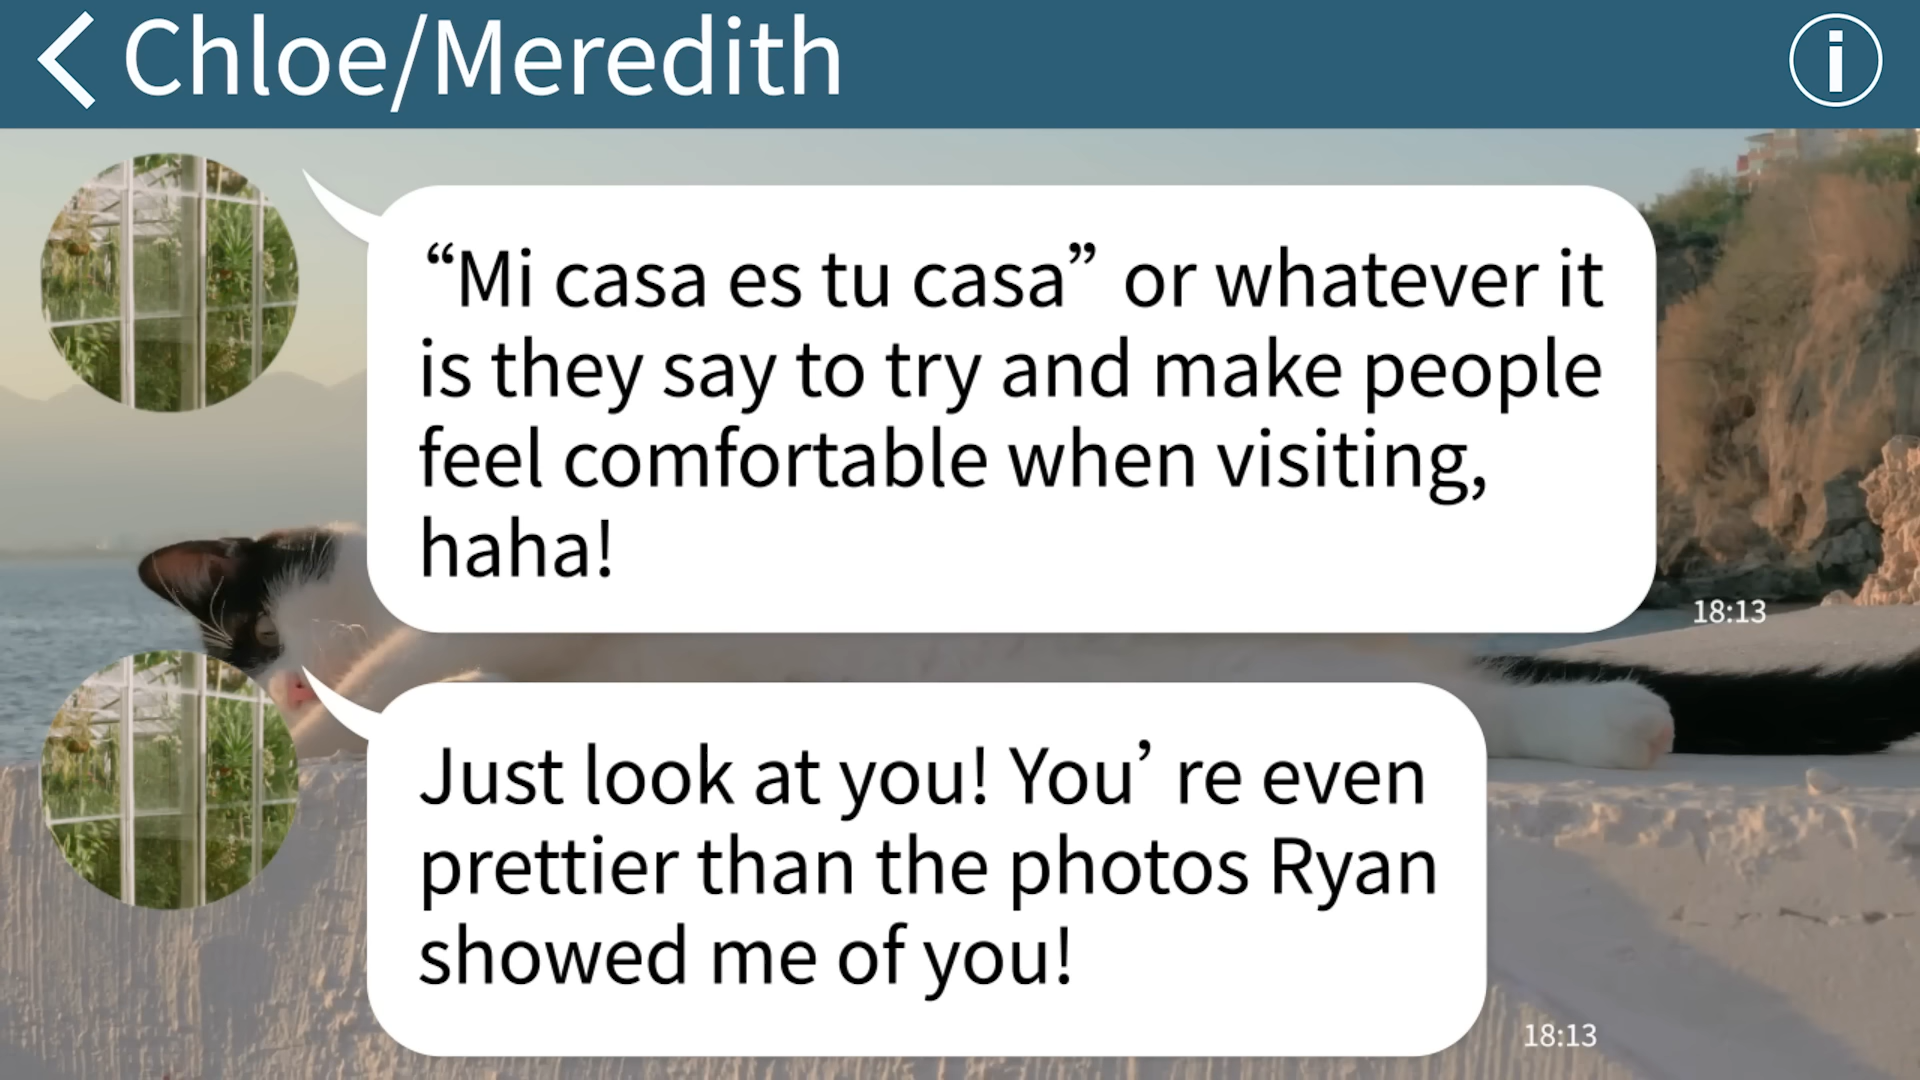 Chloe/Meredith
“Mi casa es tu casa” or whatever it
is they say to try and make people
feel comfortable when visiting,
haha!
18:13
Just look at you! You’ re even
prettier than the photos Ryan
showed me of you!
18:13